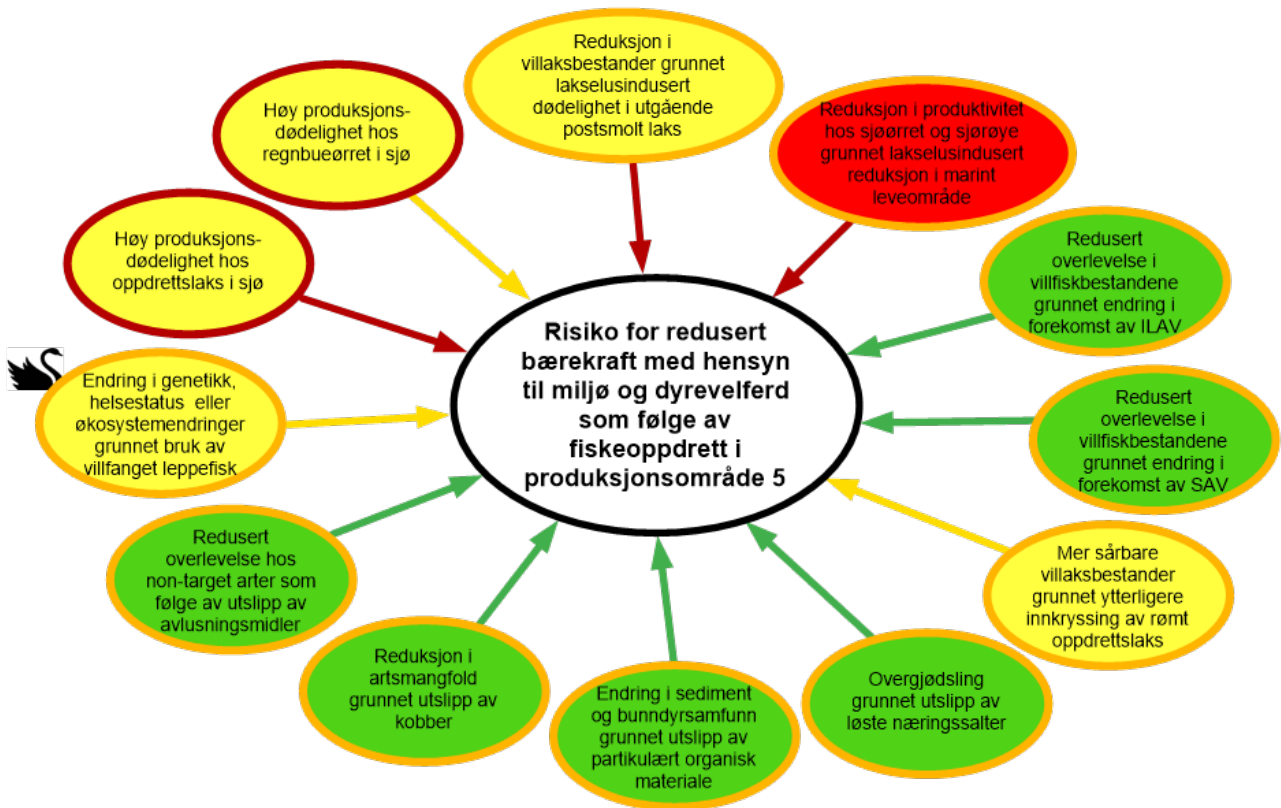 Reduksjon i
villaksbestander grunnet
lakselusindusert
dødelighet i utgående
postsmolt laks
Reduksjon i produktivitet
hos sjøørret og sjørøye
grunnet lakselusindusert
reduksjon i marint
leveområde
Redusert
overlevelse i
villfiskbestandene
grunnet endring i
forekomst av ILAV
Redusert
overlevelse i
villfiskbestandene
grunnet endring i
forekomst av SAV
Mer sårbare
villaksbestander
grunnet ytterligere
innkryssing av rømt
oppdrettslaks
Overgjødsling
grunnet utslipp av
løste næringssalter
Endring i sediment
og bunndyrsamfunn
grunnet utslipp av
partikulært organisk
materiale
Reduksjon i
artsmangfold
grunnet utslipp av
kobber
Redusert
overlevelse hos
non-target arter som
følge av utslipp av
avlusningsmidler
Endring i genetikk,
helsestatus eller
økosystemendringer
grunnet bruk av
villfanget leppefisk
Høy produksjons-
dødelighet hos
oppdrettslaks i sjø
Høy produksjons-
dødelighet hos
regnbueørret i sjø
Risiko for redusert
bærekraft med hensyn
til miljø og dyrevelferd
som følge av
fiskeoppdrett i
produksjonsområde 5